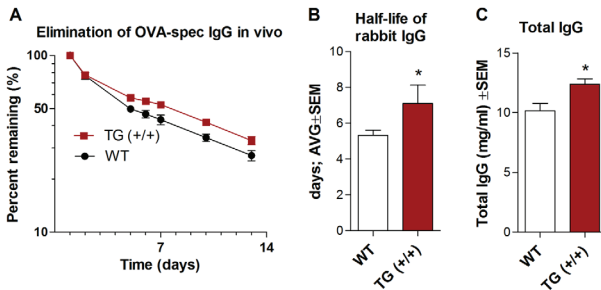 A
Elimination of OVA-spec IgG in vivo
Percent remaining (%)
100
50
10
TG (+/+)
WT
7
14
Time (days)
B
Half-life of
rabbit IgG
days; AVG±SEM
8
6
4
2
0
*
WT
TG (+/+)
C
Total IgG
Total IgG (mg/ml) ±SEM
15
10
5
0
*
WT
TG (+/+)